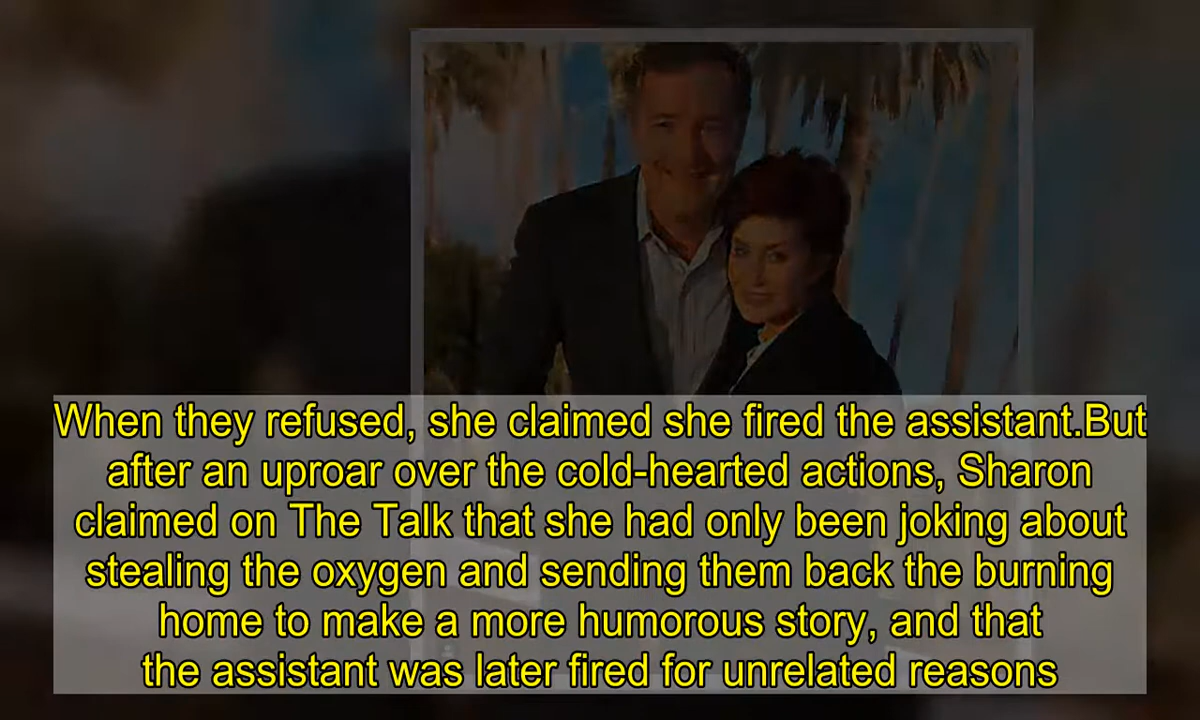 When they refused, she claimed she fired the assistant.But
after an uproar over the cold-hearted actions, Sharon
claimed on The Talk that she had only been joking about
stealing the oxygen and sending them back the burning
home to make a more humorous story, and that
the assistant was later fired for unrelated reasons